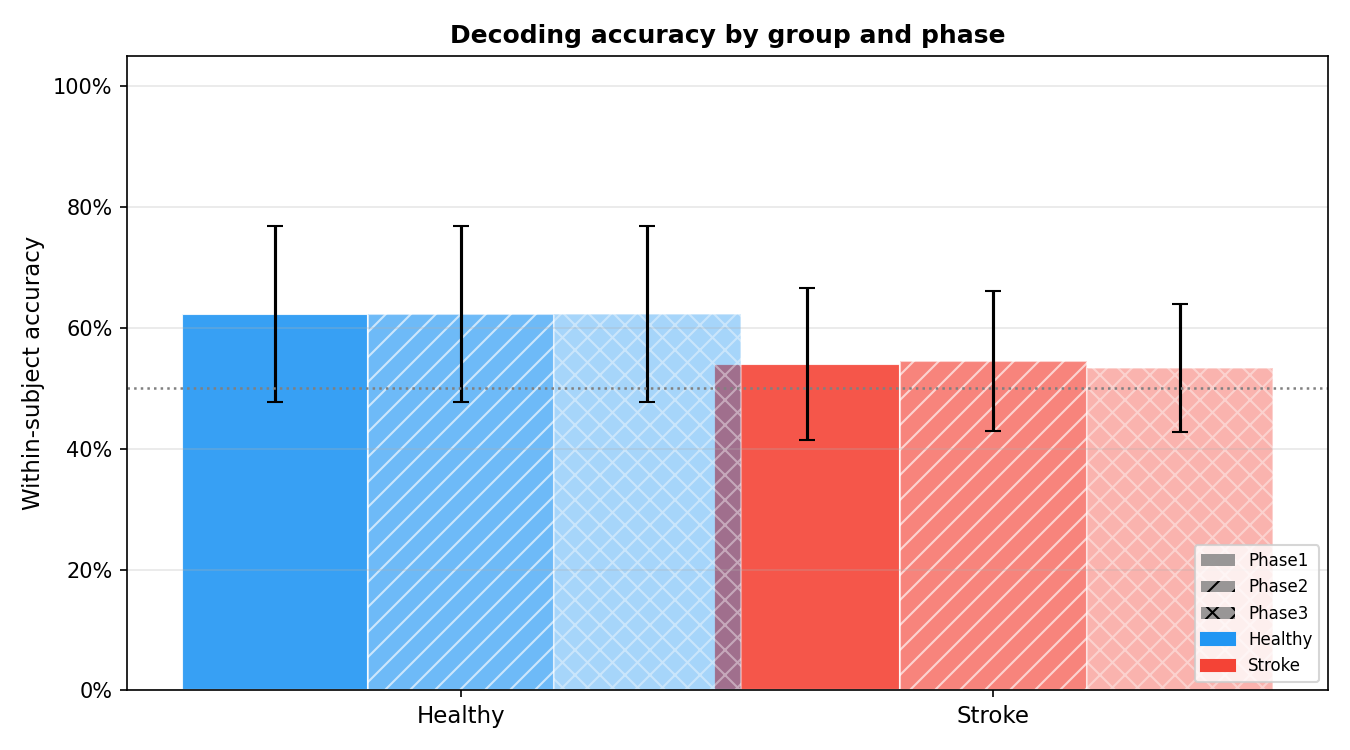 Decoding accuracy by group and phase
Within-subject accuracy
100%
80%
60%
40%
20%
0%
Healthy
Stroke
Phase1
Phase2
Phase3
Healthy
Stroke